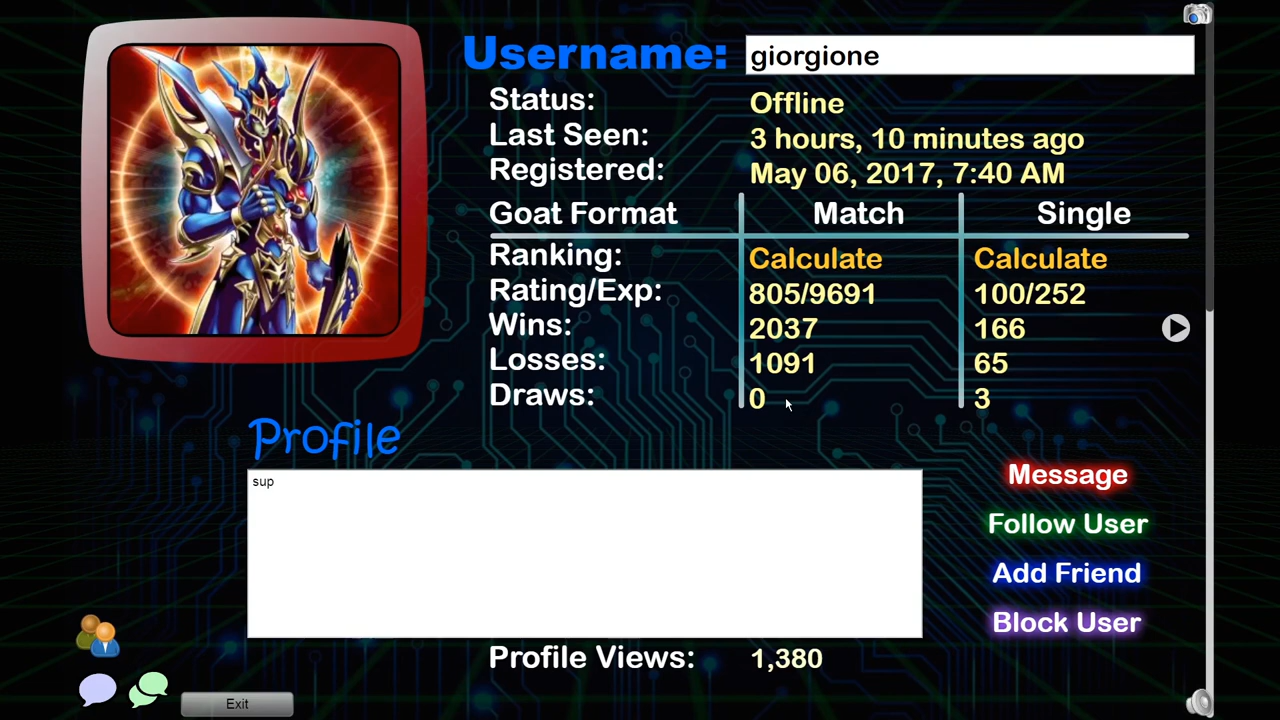 Username: giorgione
Status: Offline
Last Seen: 3 hours, 10 minutes ago
Registered: May 06, 2017, 7:40 AM
Goat Format Match Single
Ranking: Calculate Calculate
Rating/Exp: 805/9691 100/252
Wins: 2037 166
Losses: 1091 65
Draws: 0 3
Profile
sup
Message
Follow User
Add Friend
Block User
Profile Views: 1,380
Exit